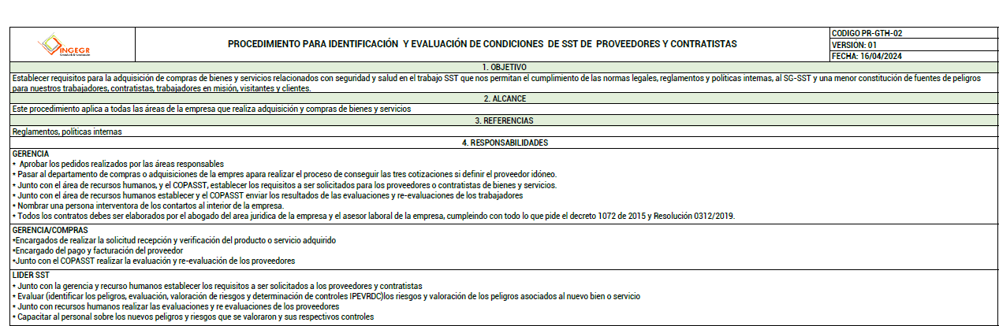 INGEGR
Consultoría & Construcción
PROCEDIMIENTO PARA IDENTIFICACIÓN Y EVALUACIÓN DE CONDICIONES DE SST DE PROVEEDORES Y CONTRATISTAS
CODIGO PR-GTH-02
VERSIÓN: 01
FECHA: 16/04/2024
1. OBJETIVO
Establecer requisitos para la adquisición de compras de bienes y servicios relacionados con seguridad y salud en el trabajo SST que nos permitan el cumplimiento de las normas legales, reglamentos y políticas internas, al SG-SST y una menor constitución de fuentes de peligros
para nuestros trabajadores, contratistas, trabajadores en misión, visitantes y clientes.
2. ALCANCE
Este procedimiento aplica a todas las áreas de la empresa que realiza adquisición y compras de bienes y servicios
3. REFERENCIAS
Reglamentos, políticas internas
4. RESPONSABILIDADES
GERENCIA
* Aprobar los pedidos realizados por las áreas responsables
* Pasar al departamento de compras o adquisiciones de la empres apara realizar el proceso de conseguir las tres cotizaciones si definir el proveedor idóneo.
* Junto con el área de recursos humanos, y el COPASST, establecer los requisitos a ser solicitados para los proveedores o contratistas de bienes y servicios.
* Junto con el área de recursos humanos establecer y el COPASST enviar los resultados de las evaluaciones y re-evaluaciones de los trabajadores
* Nombrar una persona interventora de los contartos al interior de la empresa.
* Todos los contratos debes ser elaborados por el abogado del area juridica de la empresa y el asesor laboral de la empresa, cumpleindo con todo lo que pide el decreto 1072 de 2015 y Resolución 0312/2019.
GERENCIA/COMPRAS
*Encargados de realizar la solicitud recepción y verificación del producto o servicio adquirido
*Encargado del pago y facturación del proveedor
*Junto con el COPASST realizar la evaluación y re-evaluación de los proveedores
LIDER SST
* Junto con la gerencia y recurso humanos establecer los requisitos a ser solicitados a los proveedores y contratistas
* Evaluar (identificar los peligros, evaluación, valoración de riesgos y determinación de controles IPEVRDC)los riesgos y valoración de los peligros asociados al nuevo bien o servicio
* Junto con recursos humanos realizar las evaluaciones y re evaluaciones de los proveedores
* Capacitar al personal sobre los nuevos peligros y riesgos que se valoraron y sus respectivos controles